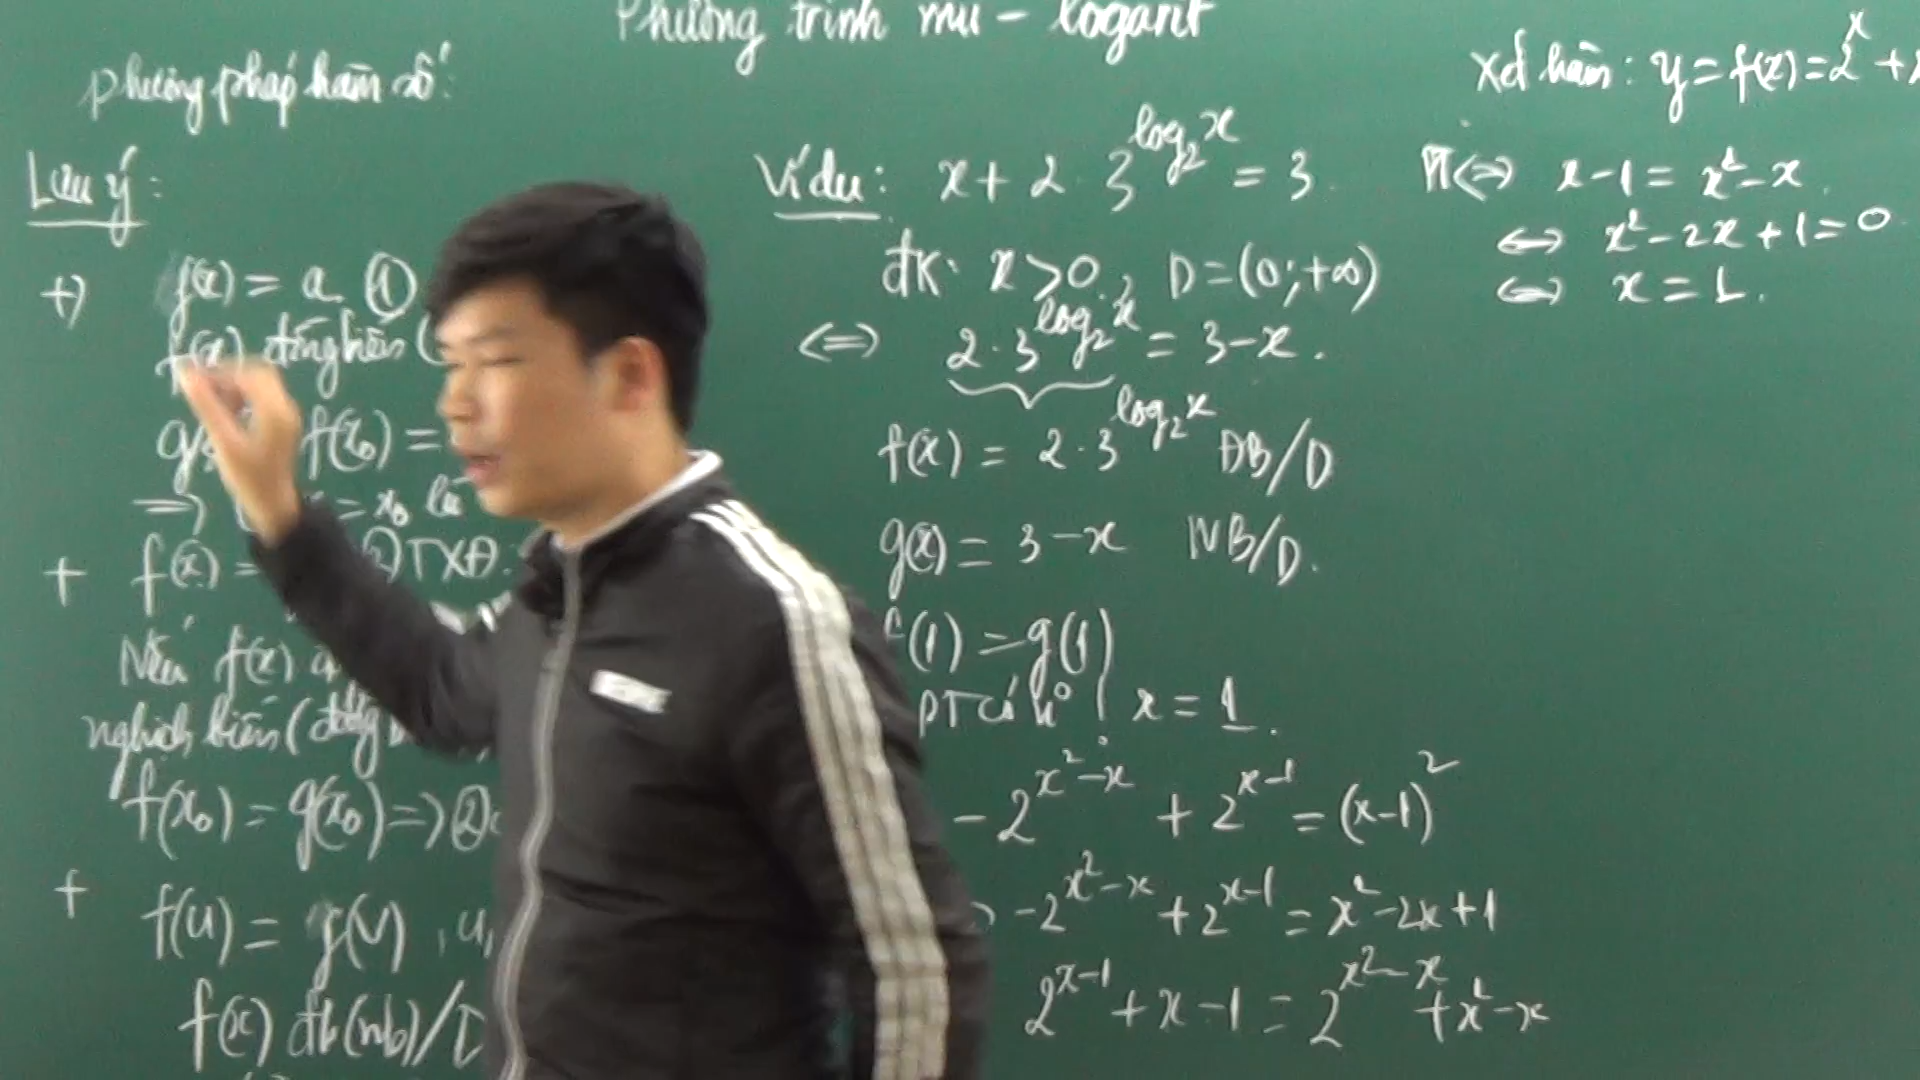 Phương trình mũ - logarit
phương pháp hàm số:
Lưu ý:
+) f(x) = a ①
f(x) đồng biến (
f(x₀) =
=> = x₀ là
+ f(x) = ② TXĐ:
Nếu f(x)
nghịch biến (đồng
f(x₀) = g(x₀) => ②
+ f(u) = f(v), u,
f(x) đb(nb)/D
Ví dụ: x + 2 · 3^{log₂x} = 3
đk: x > 0, D = (0; +∞)
<=> 2 · 3^{log₂x} = 3 - x.
f(x) = 2 · 3^{log₂x} ĐB/D
g(x) = 3 - x NB/D.
f(1) = g(1)
PT có n⁰ ! x = 1.
- 2^{x²-x} + 2^{x-1} = (x-1)²
-2^{x²-x} + 2^{x-1} = x² - 2x + 1
2^{x-1} + x - 1 = 2^{x²-x} + x² - x
Xét hàm: y = f(x) = 2^x +
PT <=> x - 1 = x² - x.
<=> x² - 2x + 1 = 0
<=> x = 1.